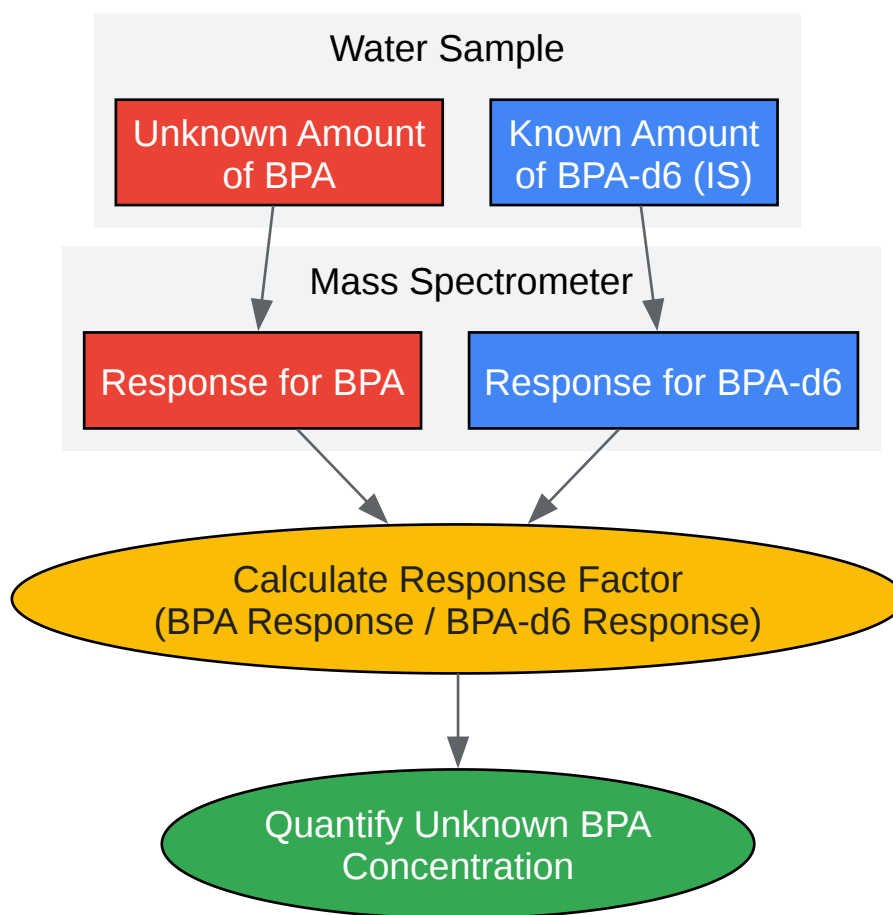 Water Sample
Unknown Amount
of BPA
Known Amount
of BPA-d6 (IS)
Mass Spectrometer
Response for BPA
Response for BPA-d6
Calculate Response Factor
(BPA Response / BPA-d6 Response)
Quantify Unknown BPA
Concentration